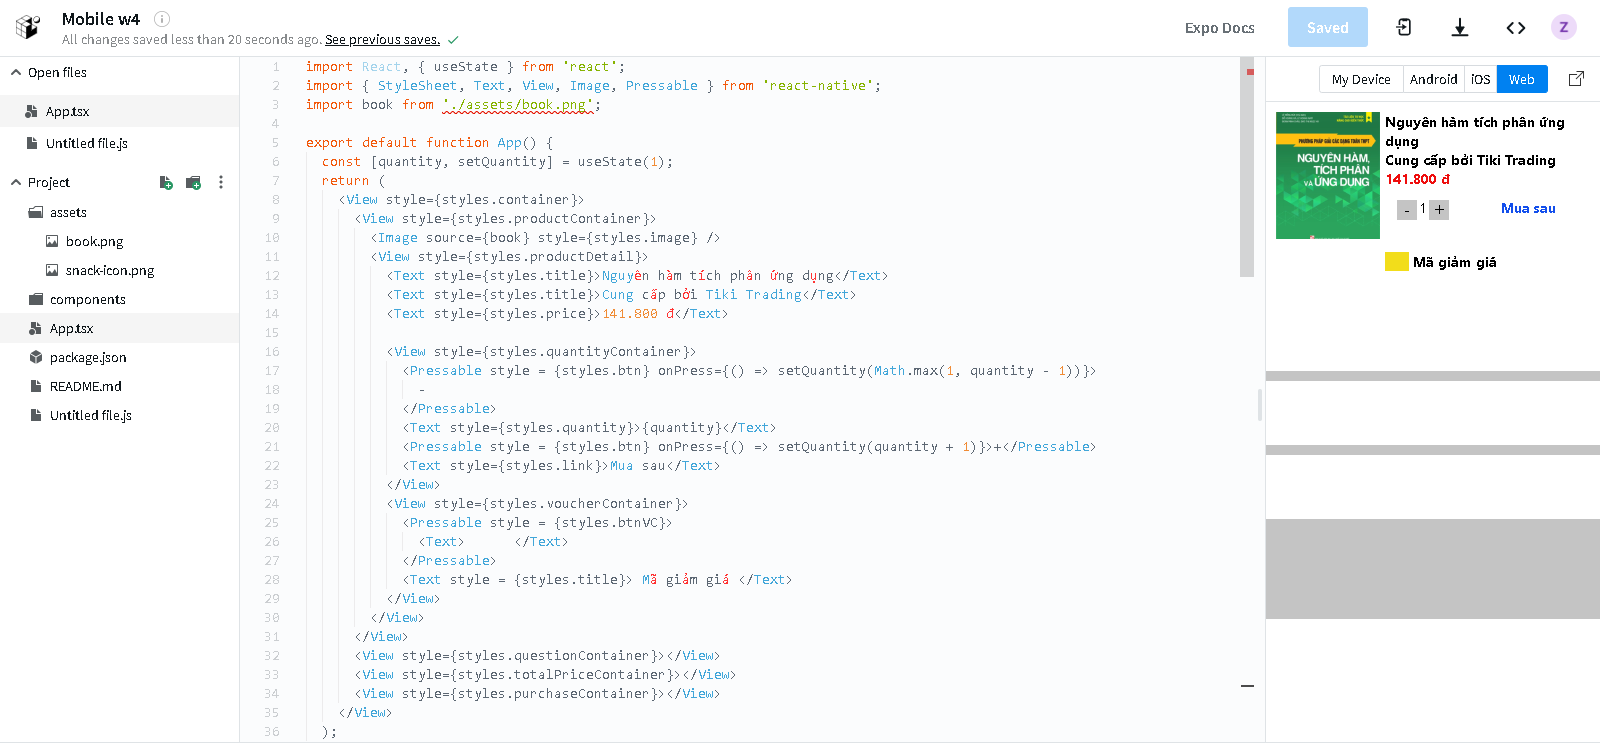 Mobile w4
All changes saved less than 20 seconds ago. See previous saves.
Expo Docs
Saved
Z
Open files
App.tsx
Untitled file.js
Project
assets
book.png
snack-icon.png
components
App.tsx
package.json
README.md
Untitled file.js
1 import React, { useState } from 'react';
2 import { StyleSheet, Text, View, Image, Pressable } from 'react-native';
3 import book from './assets/book.png';
4
5 export default function App() {
6 const [quantity, setQuantity] = useState(1);
7 return (
8 <View style={styles.container}>
9 <View style={styles.productContainer}>
10 <Image source={book} style={styles.image} />
11 <View style={styles.productDetail}>
12 <Text style={styles.title}>Nguyên hàm tích phân ứng dụng</Text>
13 <Text style={styles.title}>Cung cấp bởi Tiki Trading</Text>
14 <Text style={styles.price}>141.800 đ</Text>
15
16 <View style={styles.quantityContainer}>
17 <Pressable style = {styles.btn} onPress={() => setQuantity(Math.max(1, quantity - 1))}>
18 -
19 </Pressable>
20 <Text style={styles.quantity}>{quantity}</Text>
21 <Pressable style = {styles.btn} onPress={() => setQuantity(quantity + 1)}>+</Pressable>
22 <Text style={styles.link}>Mua sau</Text>
23 </View>
24 <View style={styles.voucherContainer}>
25 <Pressable style = {styles.btnVC}>
26 <Text> </Text>
27 </Pressable>
28 <Text style = {styles.title}> Mã giảm giá </Text>
29 </View>
30 </View>
31 </View>
32 <View style={styles.questionContainer}></View>
33 <View style={styles.totalPriceContainer}></View>
34 <View style={styles.purchaseContainer}></View>
35 </View>
36 );
My Device Android iOS Web
PHƯƠNG PHÁP GIẢI CÁC DẠNG TOÁN THPT
NGUYÊN HÀM,
TÍCH PHÂN
VÀ ỨNG DỤNG
Nguyên hàm tích phân ứng
dụng
Cung cấp bởi Tiki Trading
141.800 đ
- 1 + Mua sau
Mã giảm giá